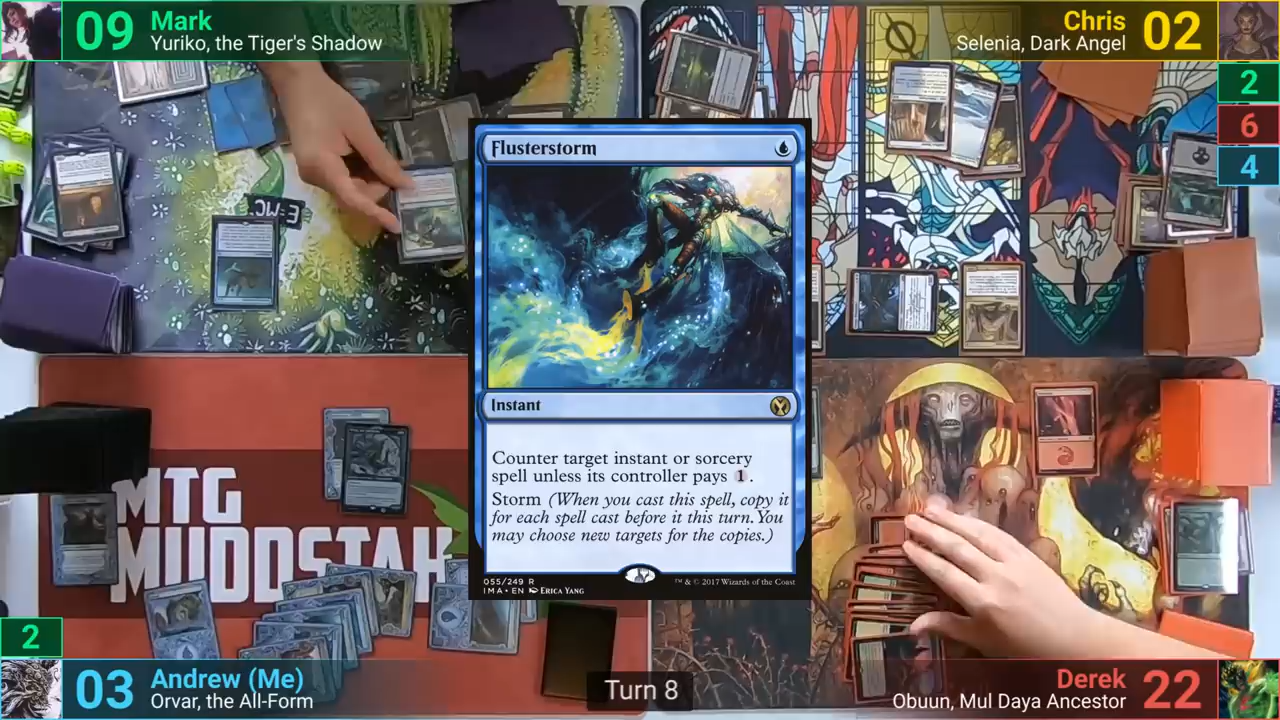 09 Mark
Yuriko, the Tiger's Shadow
Chris 02
Selenia, Dark Angel
2
6
4
Flusterstorm
Instant
Counter target instant or sorcery
spell unless its controller pays 1.
Storm (When you cast this spell, copy it
for each spell cast before it this turn. You
may choose new targets for the copies.)
055/249 R
IMA • EN ERICA YANG
™ & © 2017 Wizards of the Coast
MTG
MUDDSTAH
2
03 Andrew (Me)
Orvar, the All-Form
Turn 8
Derek 22
Obuun, Mul Daya Ancestor